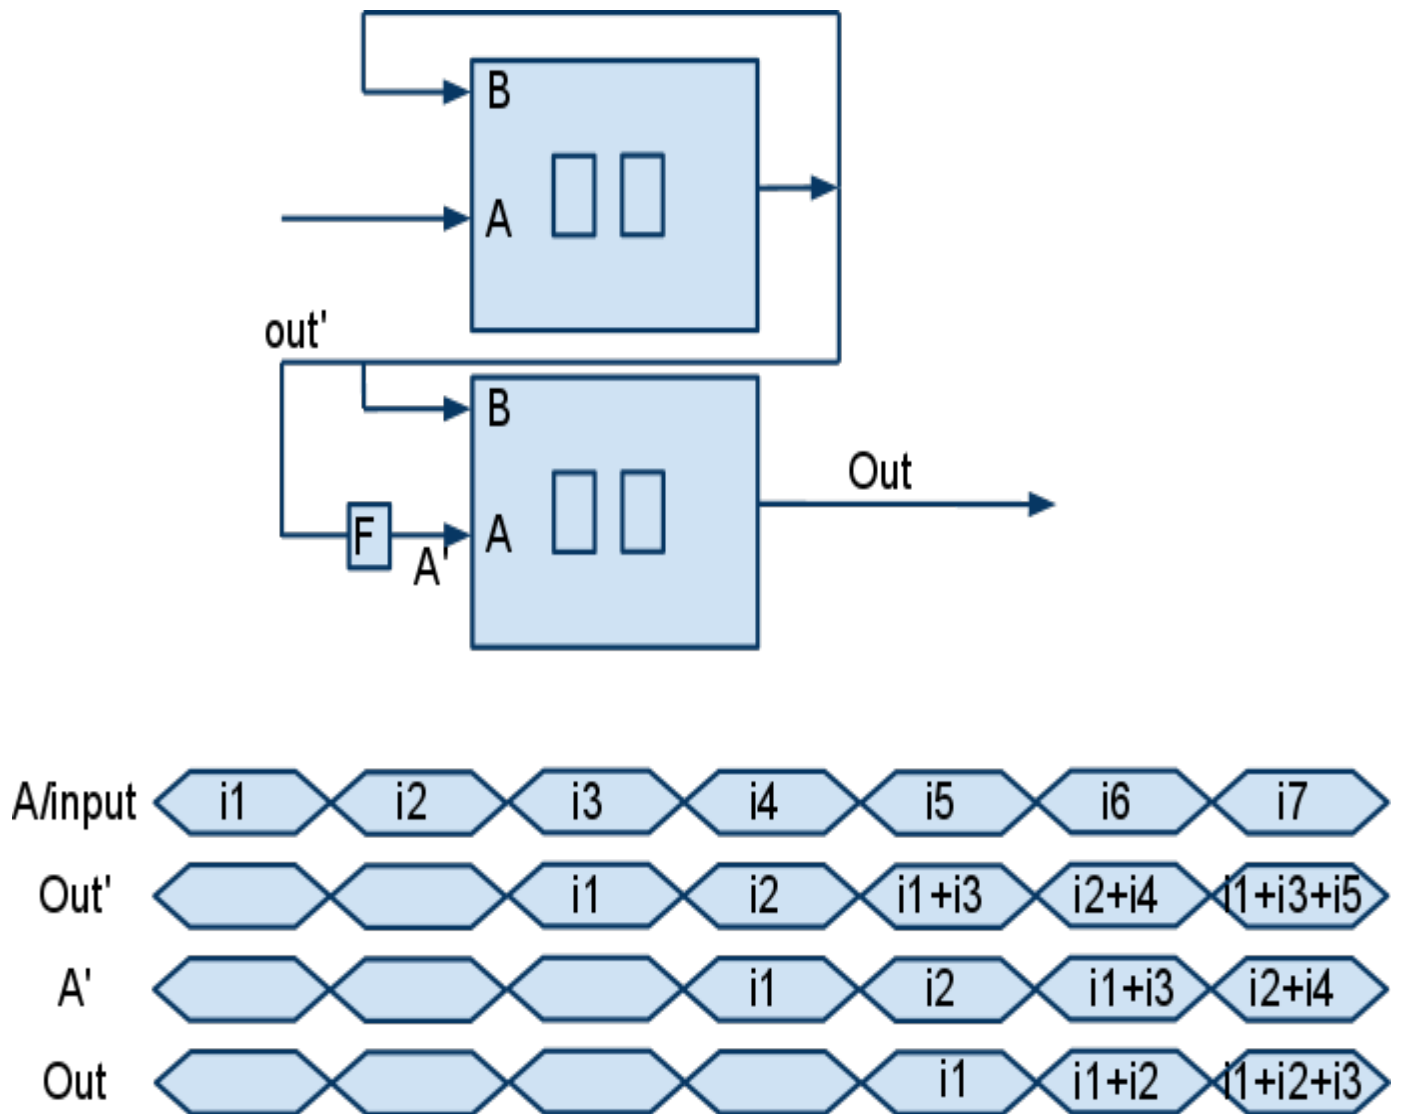 B
A
out'
B
Out
F
A'
A
A/input i1 i2 i3 i4 i5 i6 i7
Out' i1 i2 i1+i3 i2+i4 i1+i3+i5
A' i1 i2 i1+i3 i2+i4
Out i1 i1+i2 i1+i2+i3